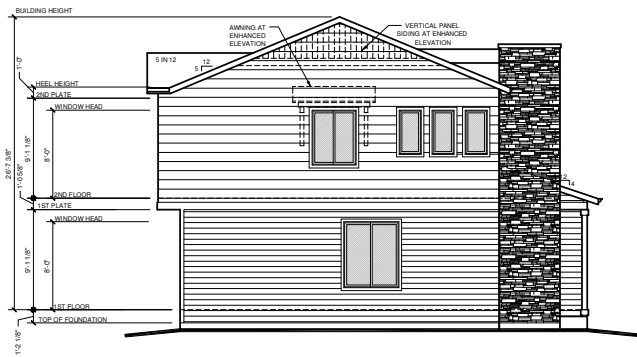 BUILDING HEIGHT
AWNING AT
ENHANCED
ELEVATION
VERTICAL PANEL
SIDING AT ENHANCED
ELEVATION
5 IN 12
12
5
1'-0"
HEEL HEIGHT
2ND PLATE
WINDOW HEAD
9'-1 1/8"
8'-0"
26'-7 3/8"
1'-0 5/8"
2ND FLOOR
1ST PLATE
WINDOW HEAD
12
4
9'-1 1/8"
8'-0"
1ST FLOOR
TOP OF FOUNDATION
1'-2 1/8"